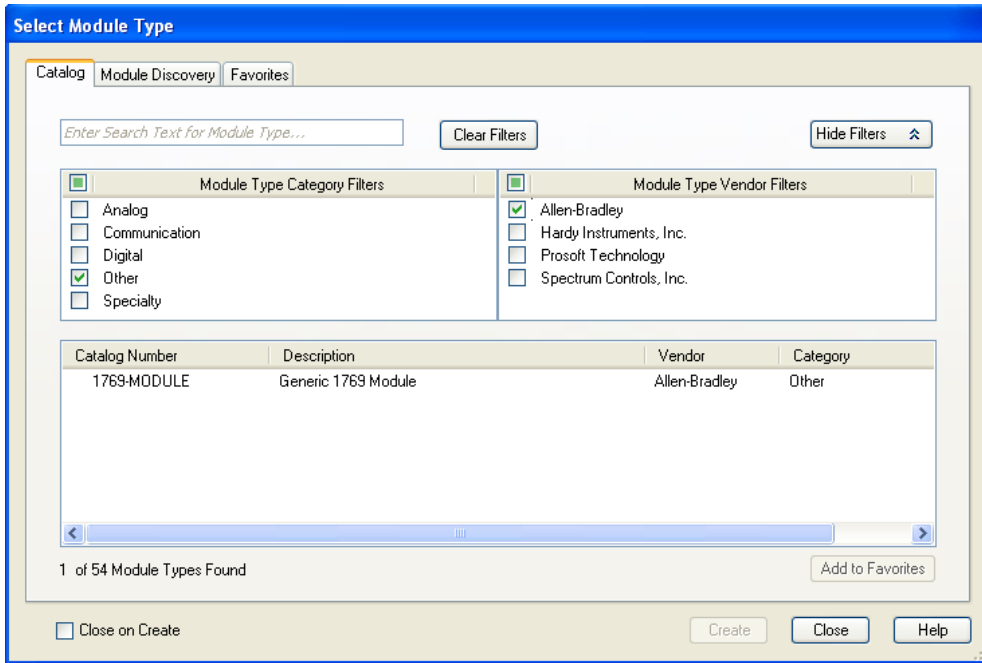 Select Module Type
Catalog Module Discovery Favorites
Enter Search Text for Module Type... Clear Filters Hide Filters
Module Type Category Filters Module Type Vendor Filters
Analog Allen-Bradley
Communication Hardy Instruments, Inc.
Digital Prosoft Technology
Other Spectrum Controls, Inc.
Specialty
Catalog Number Description Vendor Category
1769-MODULE Generic 1769 Module Allen-Bradley Other
1 of 54 Module Types Found Add to Favorites
Close on Create Create Close Help